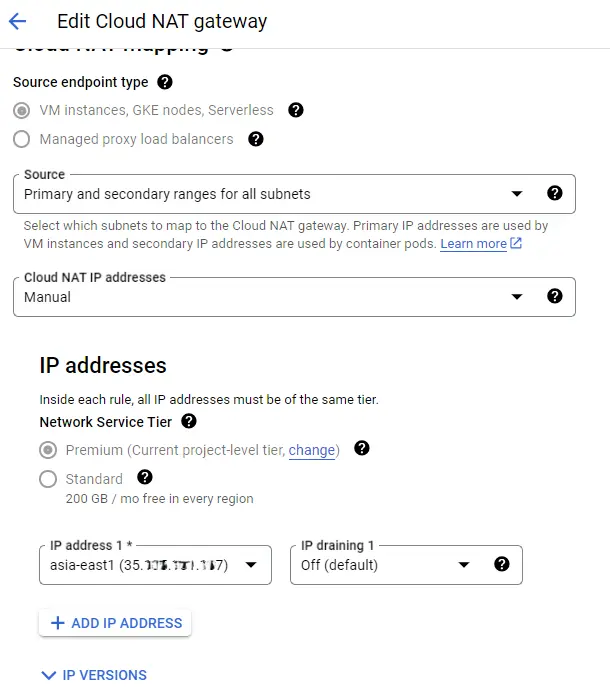 Edit Cloud NAT gateway
Cloud NAT mapping
Source endpoint type
VM instances, GKE nodes, Serverless
Managed proxy load balancers
Source
Primary and secondary ranges for all subnets
Select which subnets to map to the Cloud NAT gateway. Primary IP addresses are used by
VM instances and secondary IP addresses are used by container pods. Learn more
Cloud NAT IP addresses
Manual
IP addresses
Inside each rule, all IP addresses must be of the same tier.
Network Service Tier
Premium (Current project-level tier, change)
Standard
200 GB / mo free in every region
IP address 1 *
IP draining 1
asia-east1 (35.
Off (default)
ADD IP ADDRESS
IP VERSIONS